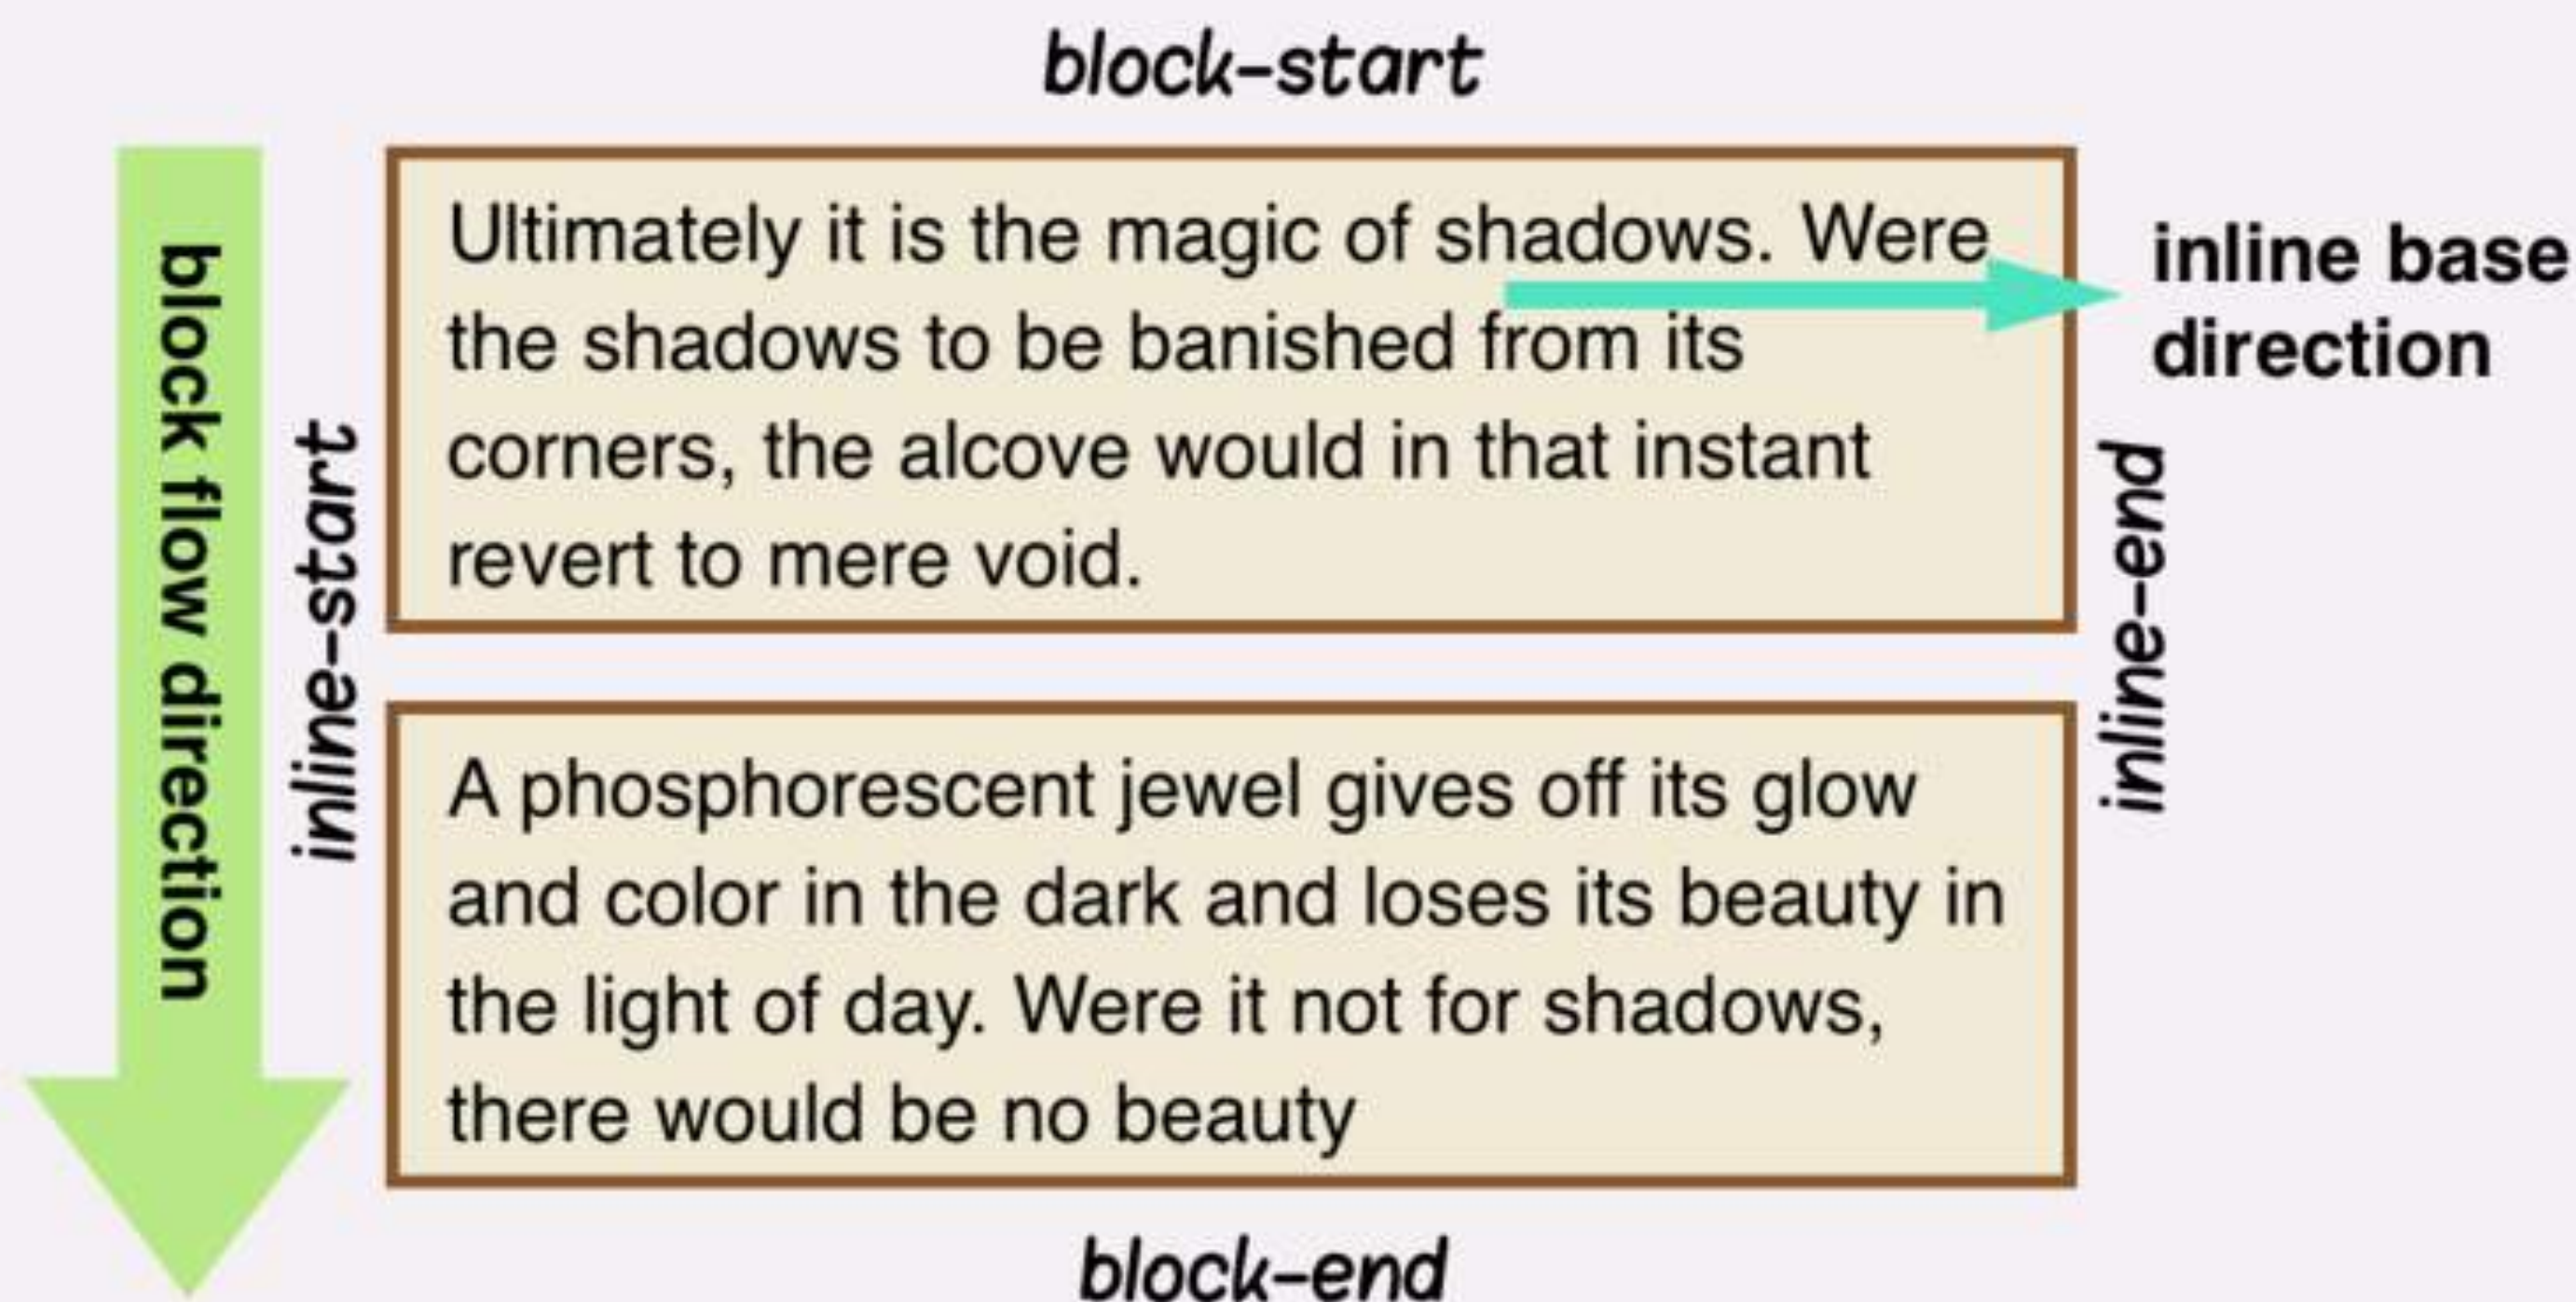 block-start
block flow direction
inline-start
Ultimately it is the magic of shadows. Were
the shadows to be banished from its
corners, the alcove would in that instant
revert to mere void.
inline base
direction
inline-end
A phosphorescent jewel gives off its glow
and color in the dark and loses its beauty in
the light of day. Were it not for shadows,
there would be no beauty
block-end